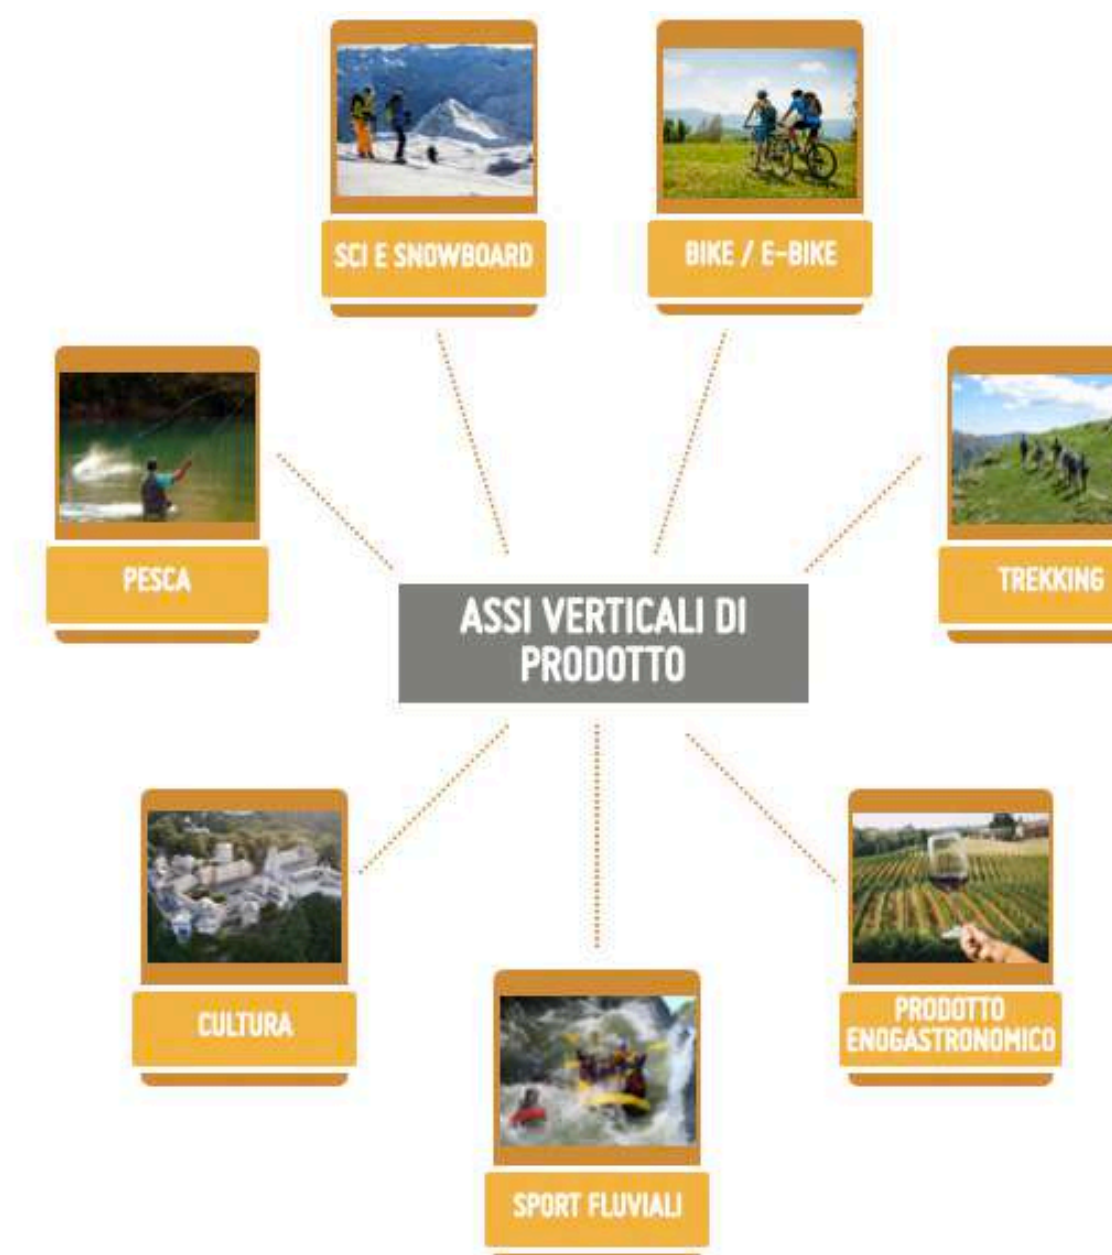 SCI E SNOWBOARD
BIKE / E-BIKE
PESCA
TREKKING
ASSI VERTICALI DI
PRODOTTO
CULTURA
PRODOTTO
ENOGASTRONOMICO
SPORT FLUVIALI